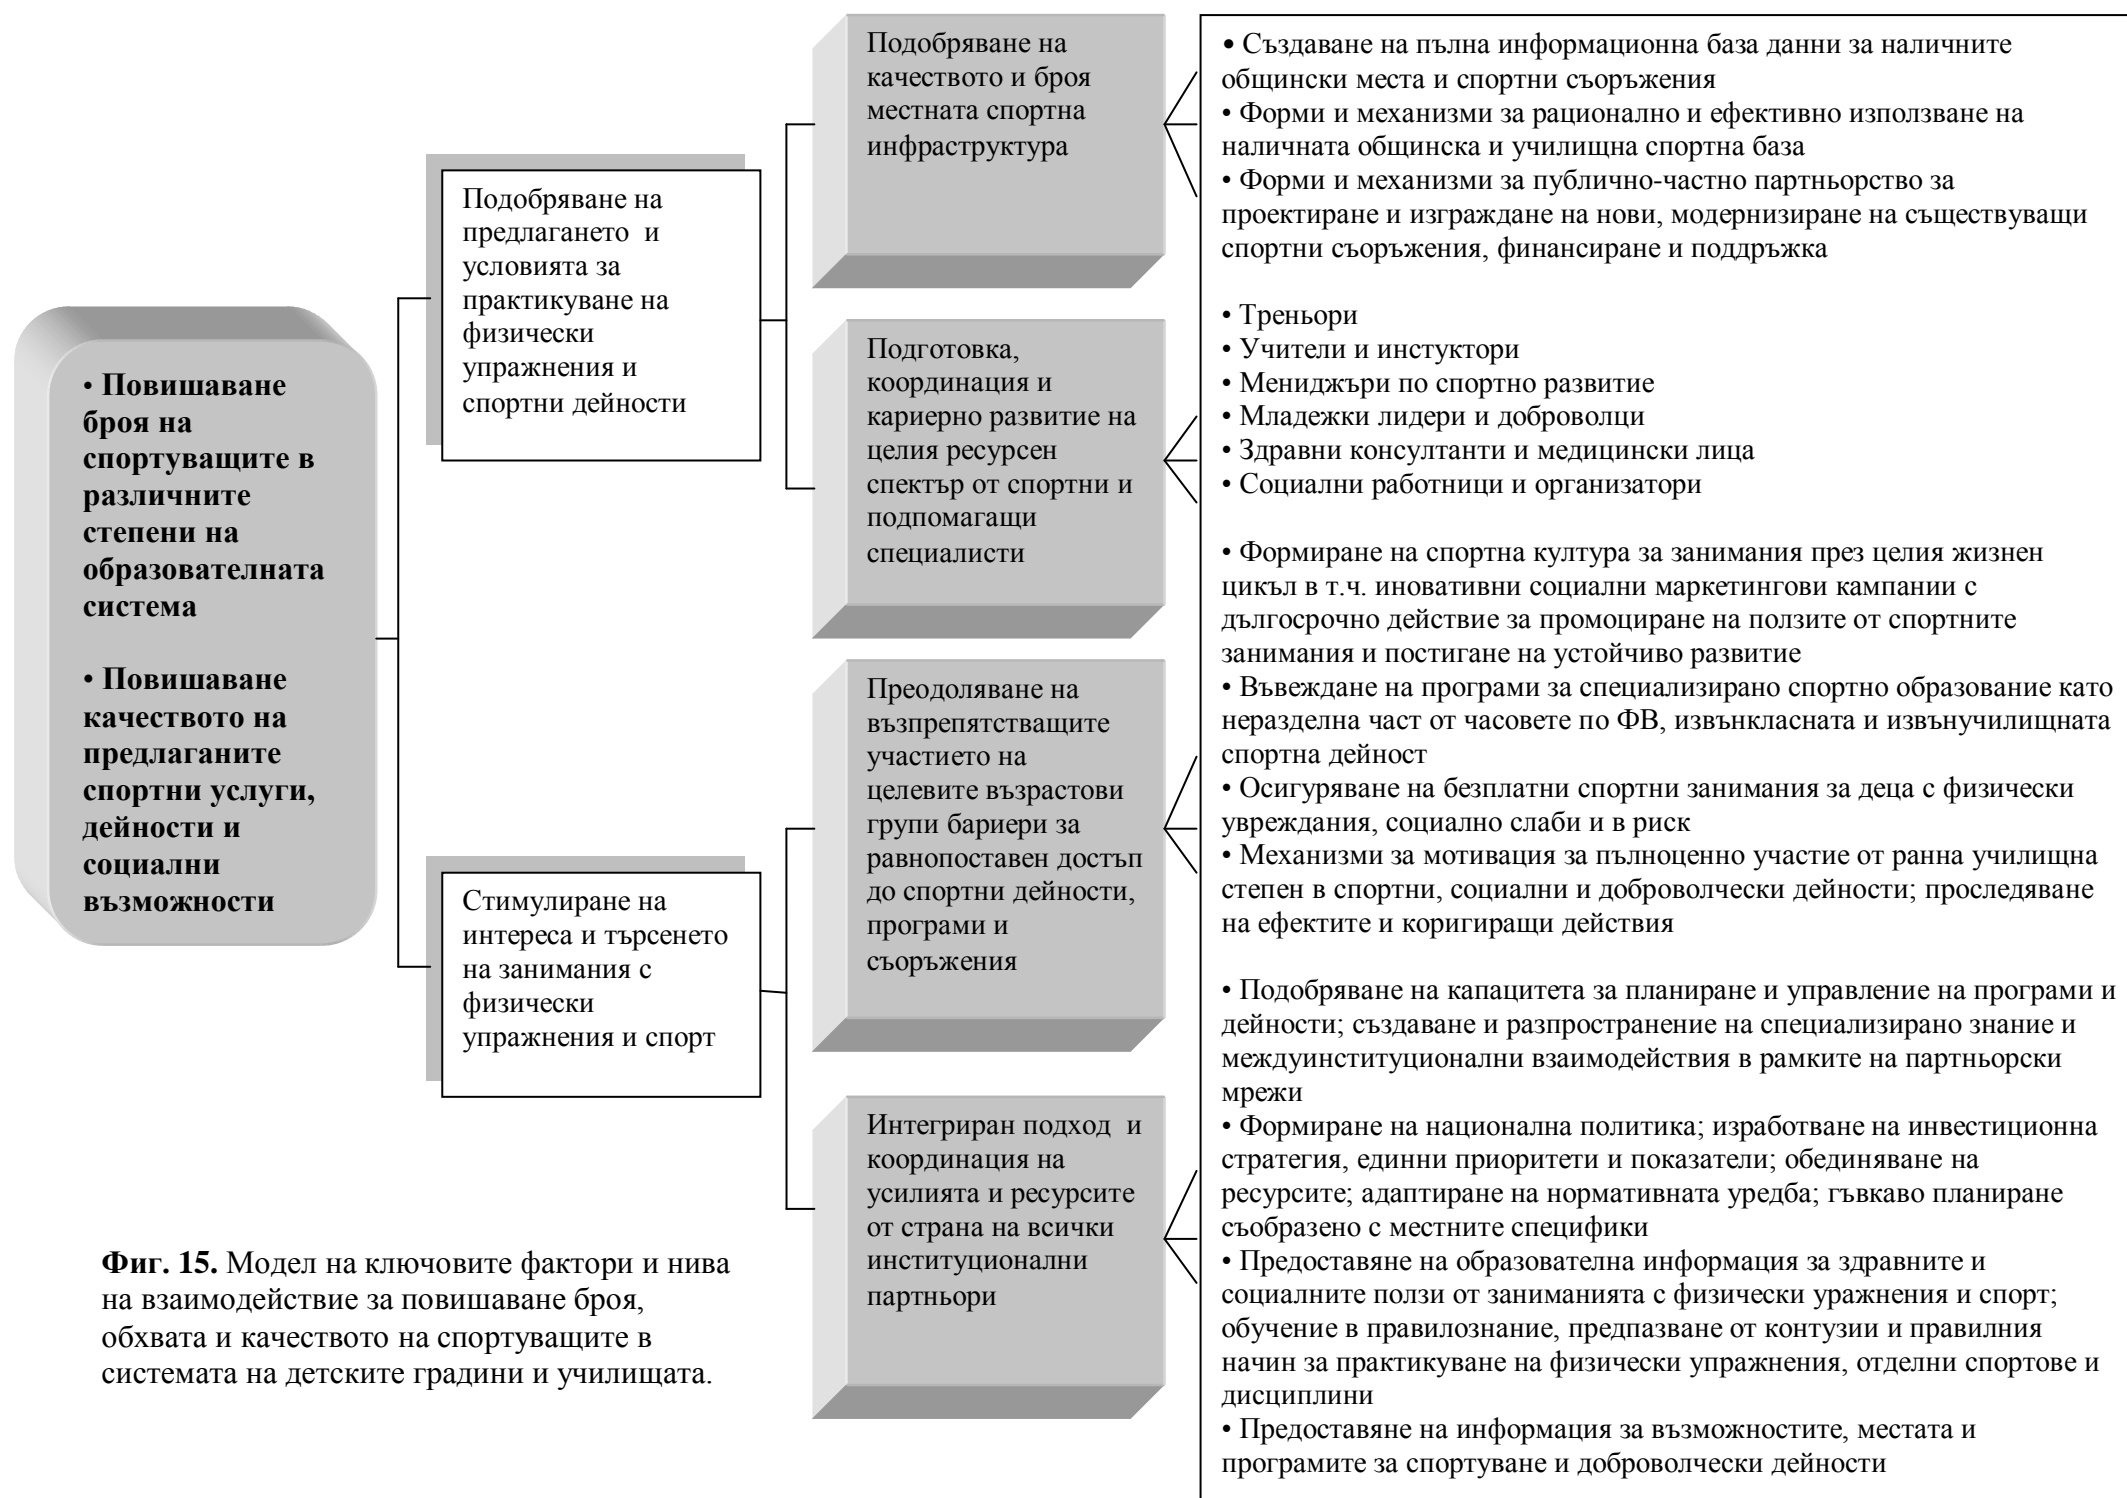 • Повишаване
броя на
спортуващите в
различните
степени на
образователната
система
• Повишаване
качеството на
предлаганите
спортни услуги,
дейности и
социални
възможности
Подобряване на
предлагането и
условията за
практикуване на
физически
упражнения и
спортни дейности
Стимулиране на
интереса и търсенето
на занимания с
физически
упражнения и спорт
Подобряване на
качеството и броя
местната спортна
инфраструктура
Подготовка,
координация и
кариерно развитие на
целия ресурсен
спектър от спортни и
подпомагащи
специалисти
Преодоляване на
възпрепятстващите
участието на
целевите възрастови
групи бариери за
равнопоставен достъп
до спортни дейности,
програми и
съоръжения
Интегриран подход и
координация на
усилията и ресурсите
от страна на всички
институционални
партньори
• Създаване на пълна информационна база данни за наличните
общински места и спортни съоръжения
• Форми и механизми за рационално и ефективно използване на
наличната общинска и училищна спортна база
• Форми и механизми за публично-частно партньорство за
проектиране и изграждане на нови, модернизиране на съществуващи
спортни съоръжения, финансиране и поддръжка
• Треньори
• Учители и инстуктори
• Мениджъри по спортно развитие
• Младежки лидери и доброволци
• Здравни консултанти и медицински лица
• Социални работници и организатори
• Формиране на спортна култура за занимания през целия жизнен
цикъл в т.ч. иновативни социални маркетингови кампании с
дългосрочно действие за промоциране на ползите от спортните
занимания и постигане на устойчиво развитие
• Въвеждане на програми за специализирано спортно образование като
неразделна част от часовете по ФВ, извънкласната и извънучилищната
спортна дейност
• Осигуряване на безплатни спортни занимания за деца с физически
увреждания, социално слаби и в риск
• Механизми за мотивация за пълноценно участие от ранна училищна
степен в спортни, социални и доброволчески дейности; проследяване
на ефектите и коригиращи действия
• Подобряване на капацитета за планиране и управление на програми и
дейности; създаване и разпространение на специализирано знание и
междуинституционални взаимодействия в рамките на партньорски
мрежи
• Формиране на национална политика; изработване на инвестиционна
стратегия, единни приоритети и показатели; обединяване на
ресурсите; адаптиране на нормативната уредба; гъвкаво планиране
съобразено с местните специфики
• Предоставяне на образователна информация за здравните и
социалните ползи от заниманията с физически уражнения и спорт;
обучение в правилознание, предпазване от контузии и правилния
начин за практикуване на физически упражнения, отделни спортове и
дисциплини
• Предоставяне на информация за възможностите, местата и
програмите за спортуване и доброволчески дейности
Фиг. 15. Модел на ключовите фактори и нива
на взаимодействие за повишаване броя,
обхвата и качеството на спортуващите в
системата на детските градини и училищата.